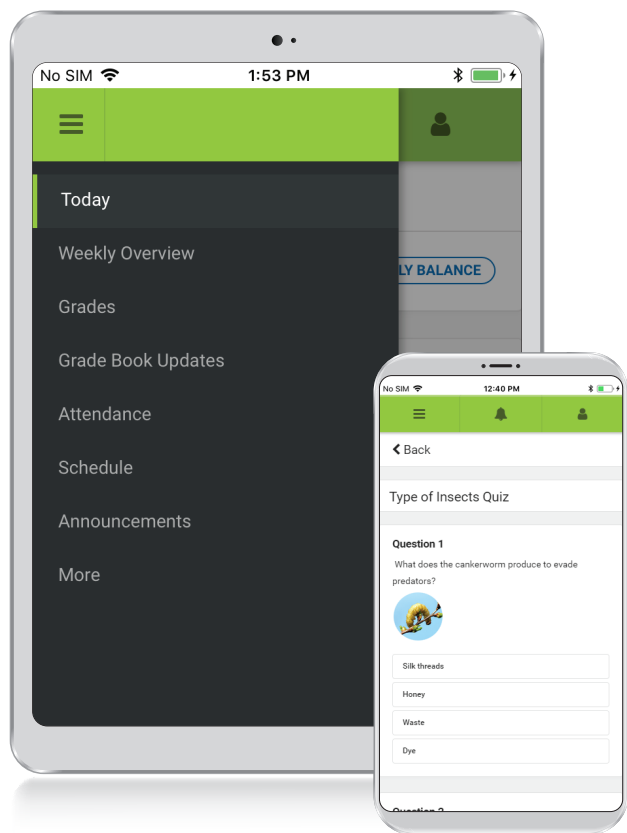 No SIM 1:53 PM
Today
Weekly Overview
LY BALANCE
Grades
Grade Book Updates
Attendance
Schedule
Announcements
More
No SIM 12:40 PM
Back
Type of Insects Quiz
Question 1
What does the cankerworm produce to evade
predators?
Silk threads
Honey
Waste
Dye
Question 2